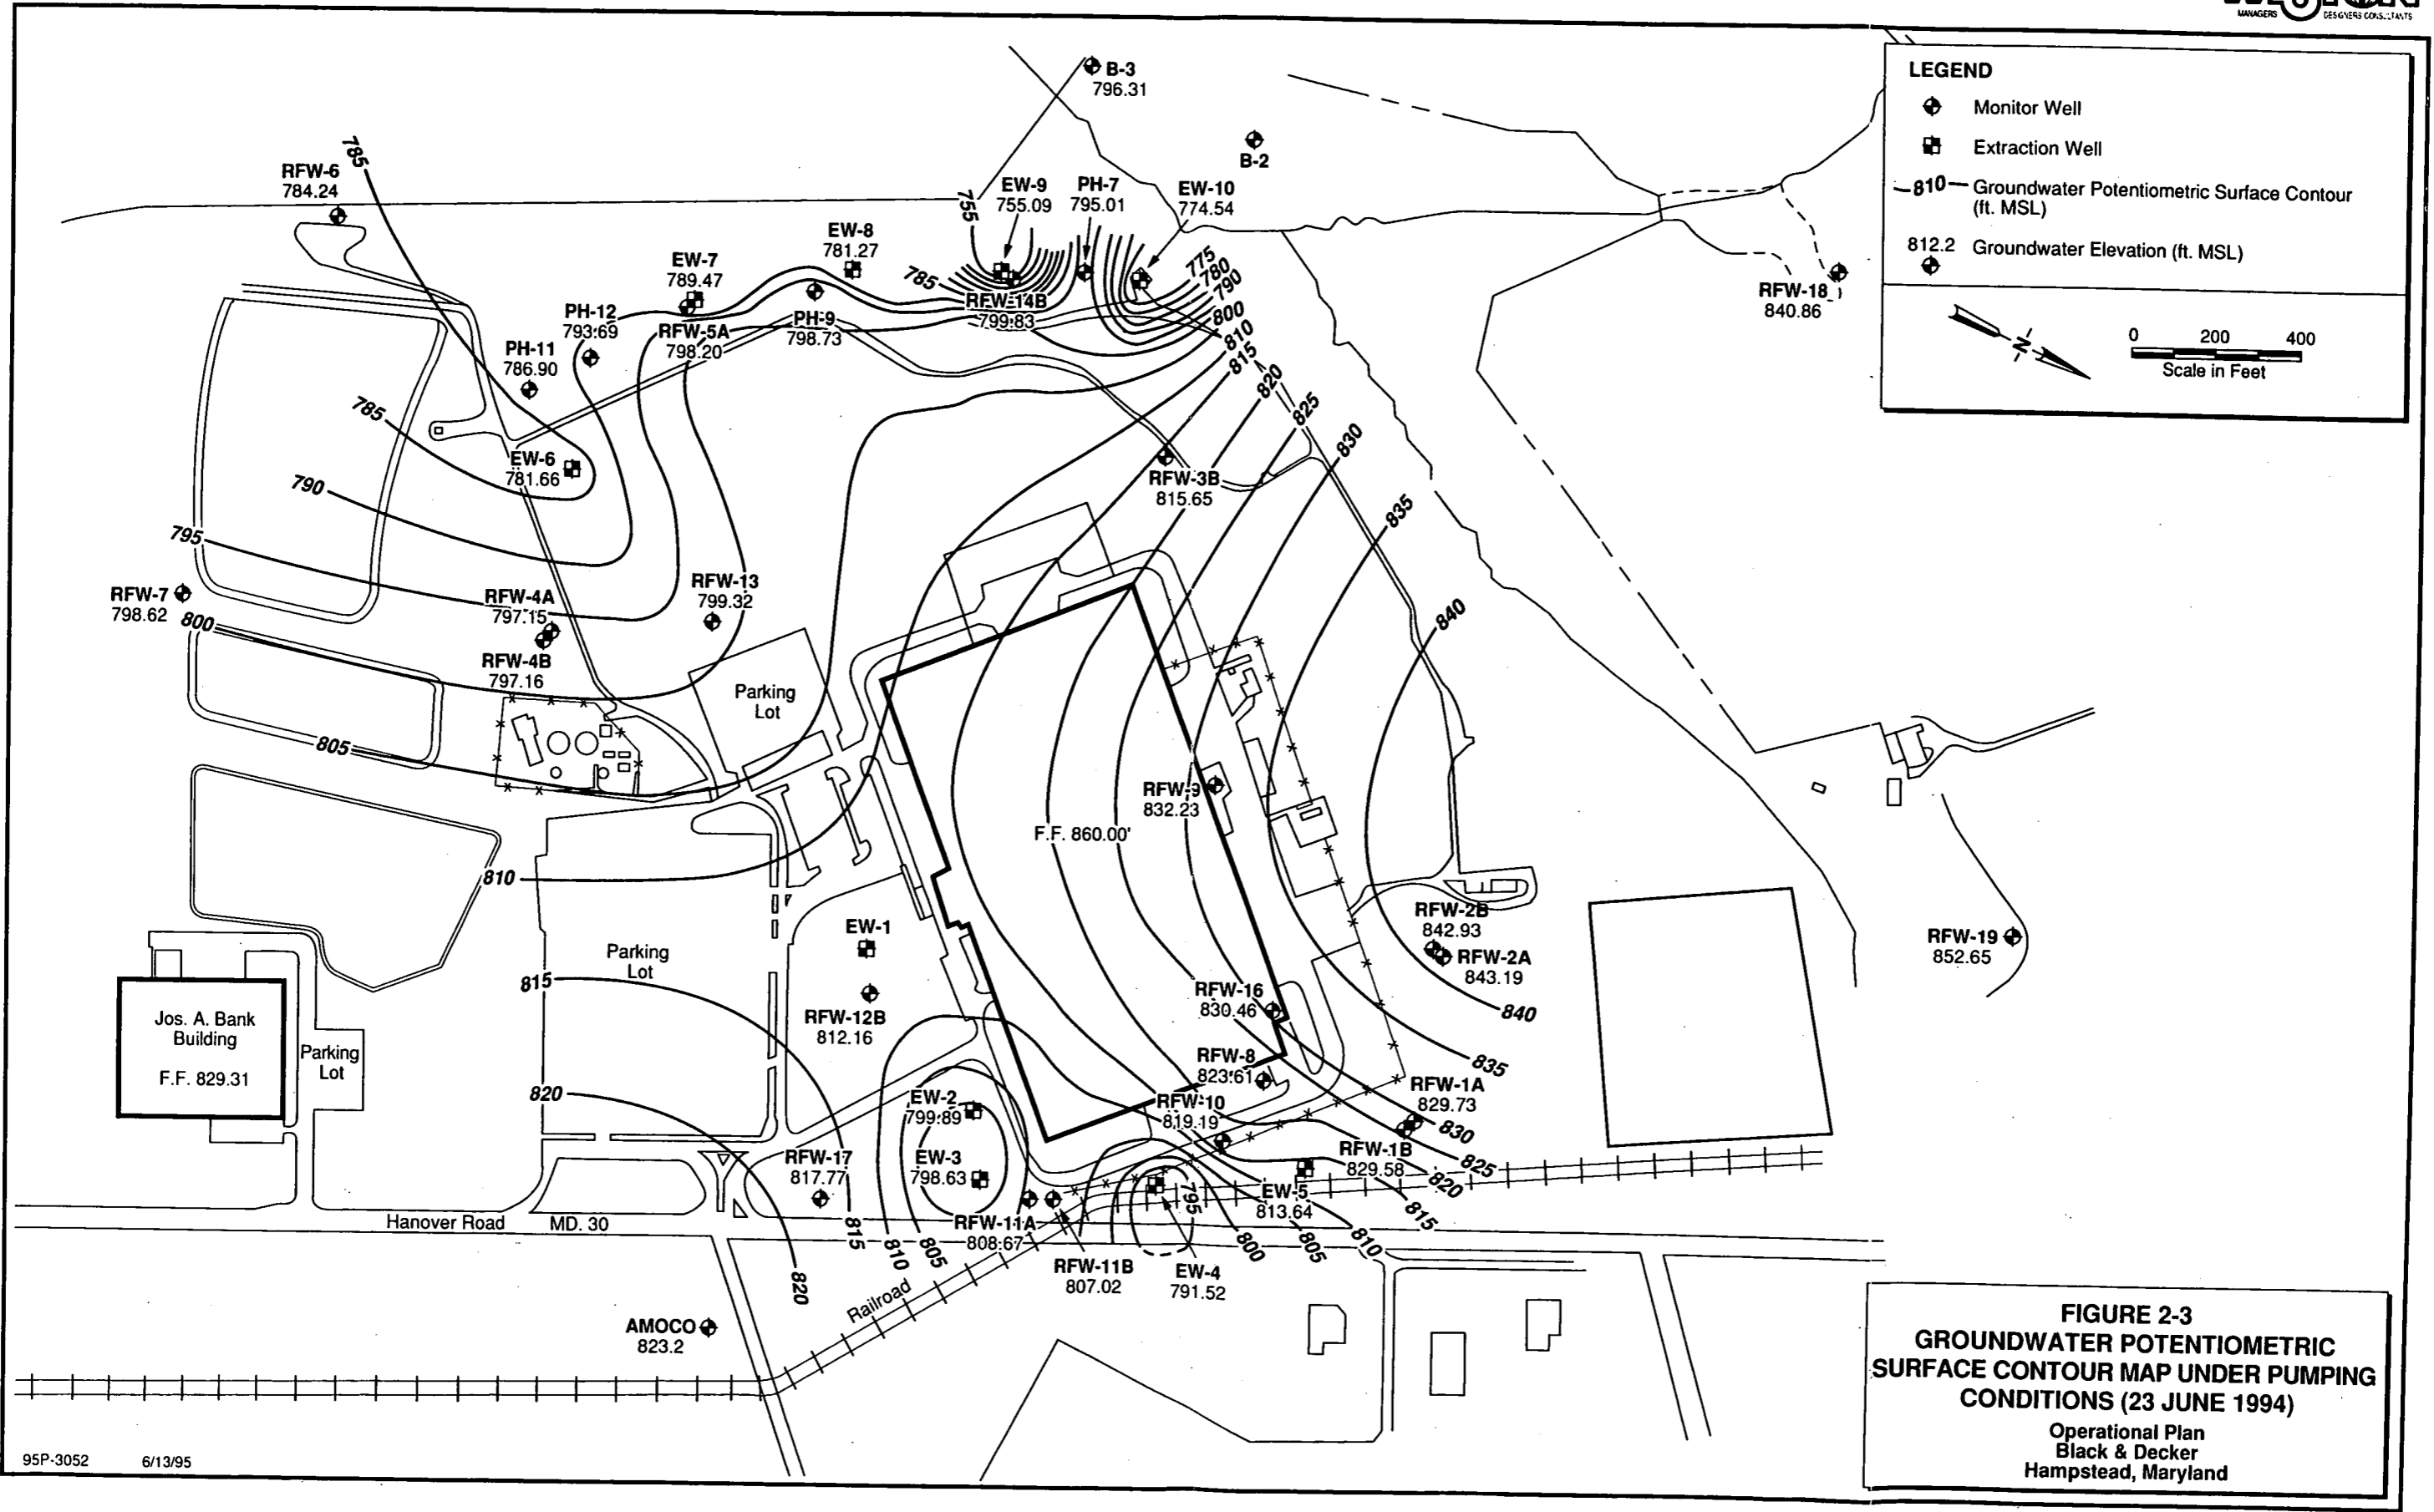 MANAGERS
DESIGNERS/CONSULTANTS
LEGEND
Monitor Well
Extraction Well
810
Groundwater Potentiometric Surface Contour
(ft. MSL)
812.2
Groundwater Elevation (ft. MSL)
N
0 200 400
Scale in Feet
B-3
796.31
B-2
RFW-6
784.24
785
EW-9
755.09
PH-7
795.01
EW-10
774.54
755
EW-8
781.27
EW-7
789.47
785
775
780
790
800
810
815
820
825
830
835
840
RFW-14B
799.83
RFW-18
840.86
PH-12
793.69
RFW-5A
798.20
PH-9
798.73
PH-11
786.90
785
EW-6
781.66
790
795
RFW-3B
815.65
RFW-7
798.62
800
RFW-4A
797.15
RFW-4B
797.16
RFW-13
799.32
Parking
Lot
805
RFW-9
832.23
F.F. 860.00'
810
EW-1
Parking
Lot
815
RFW-12B
812.16
RFW-2B
842.93
RFW-2A
843.19
RFW-19
852.65
RFW-16
830.46
840
835
Jos. A. Bank
Building
F.F. 829.31
Parking
Lot
820
RFW-8
823.61
RFW-1A
829.73
EW-2
799.89
RFW-10
819.19
830
RFW-1B
829.58
825
820
815
EW-3
798.63
RFW-17
817.77
795
EW-5
813.64
Hanover Road MD. 30
RFW-11A
808.67
815
810
805
820
800
805
810
RFW-11B
807.02
EW-4
791.52
Railroad
AMOCO
823.2
FIGURE 2-3
GROUNDWATER POTENTIOMETRIC
SURFACE CONTOUR MAP UNDER PUMPING
CONDITIONS (23 JUNE 1994)
Operational Plan
Black & Decker
Hampstead, Maryland
95P-3052 6/13/95